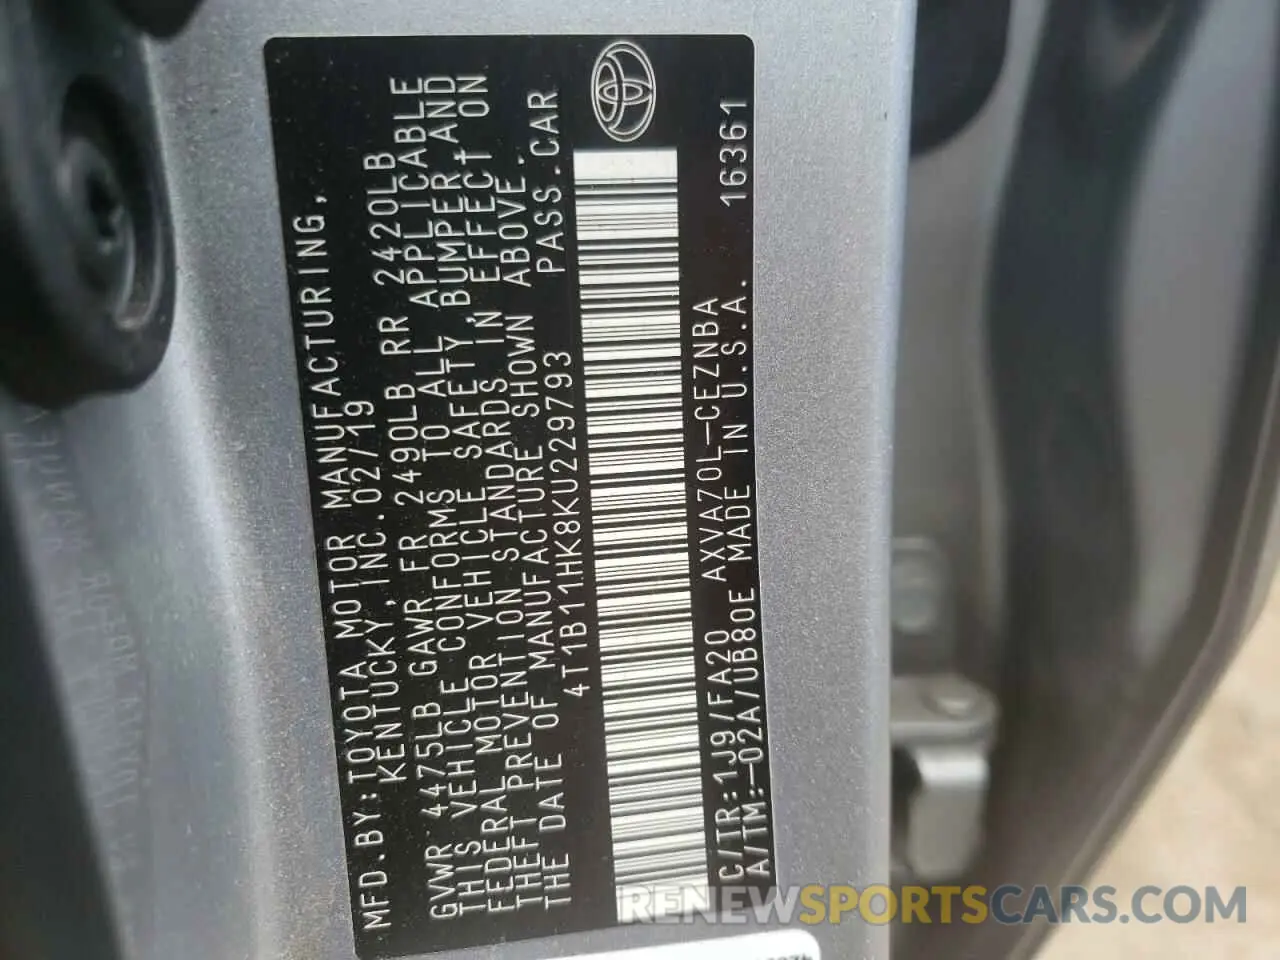 MFD.BY:TOYOTA MOTOR MANUFACTURING,
KENTUCKY,INC.02/19
GVWR 4475LB GAWR FR 2490LB RR 2420LB
THIS VEHICLE CONFORMS TO ALL APPLICABLE
FEDERAL MOTOR VEHICLE SAFETY,BUMPER,AND
THEFT PREVENTION STANDARDS IN EFFECT ON
THE DATE OF MANUFACTURE SHOWN ABOVE.
4T1B11HK8KU229793 PASS.CAR
C/TR:1J9/FA20 AXVA70L-CEZNBA 16361
A/TM:-02A/UB80E MADE IN U.S.A.
RENEWSPORTSCARS.COM